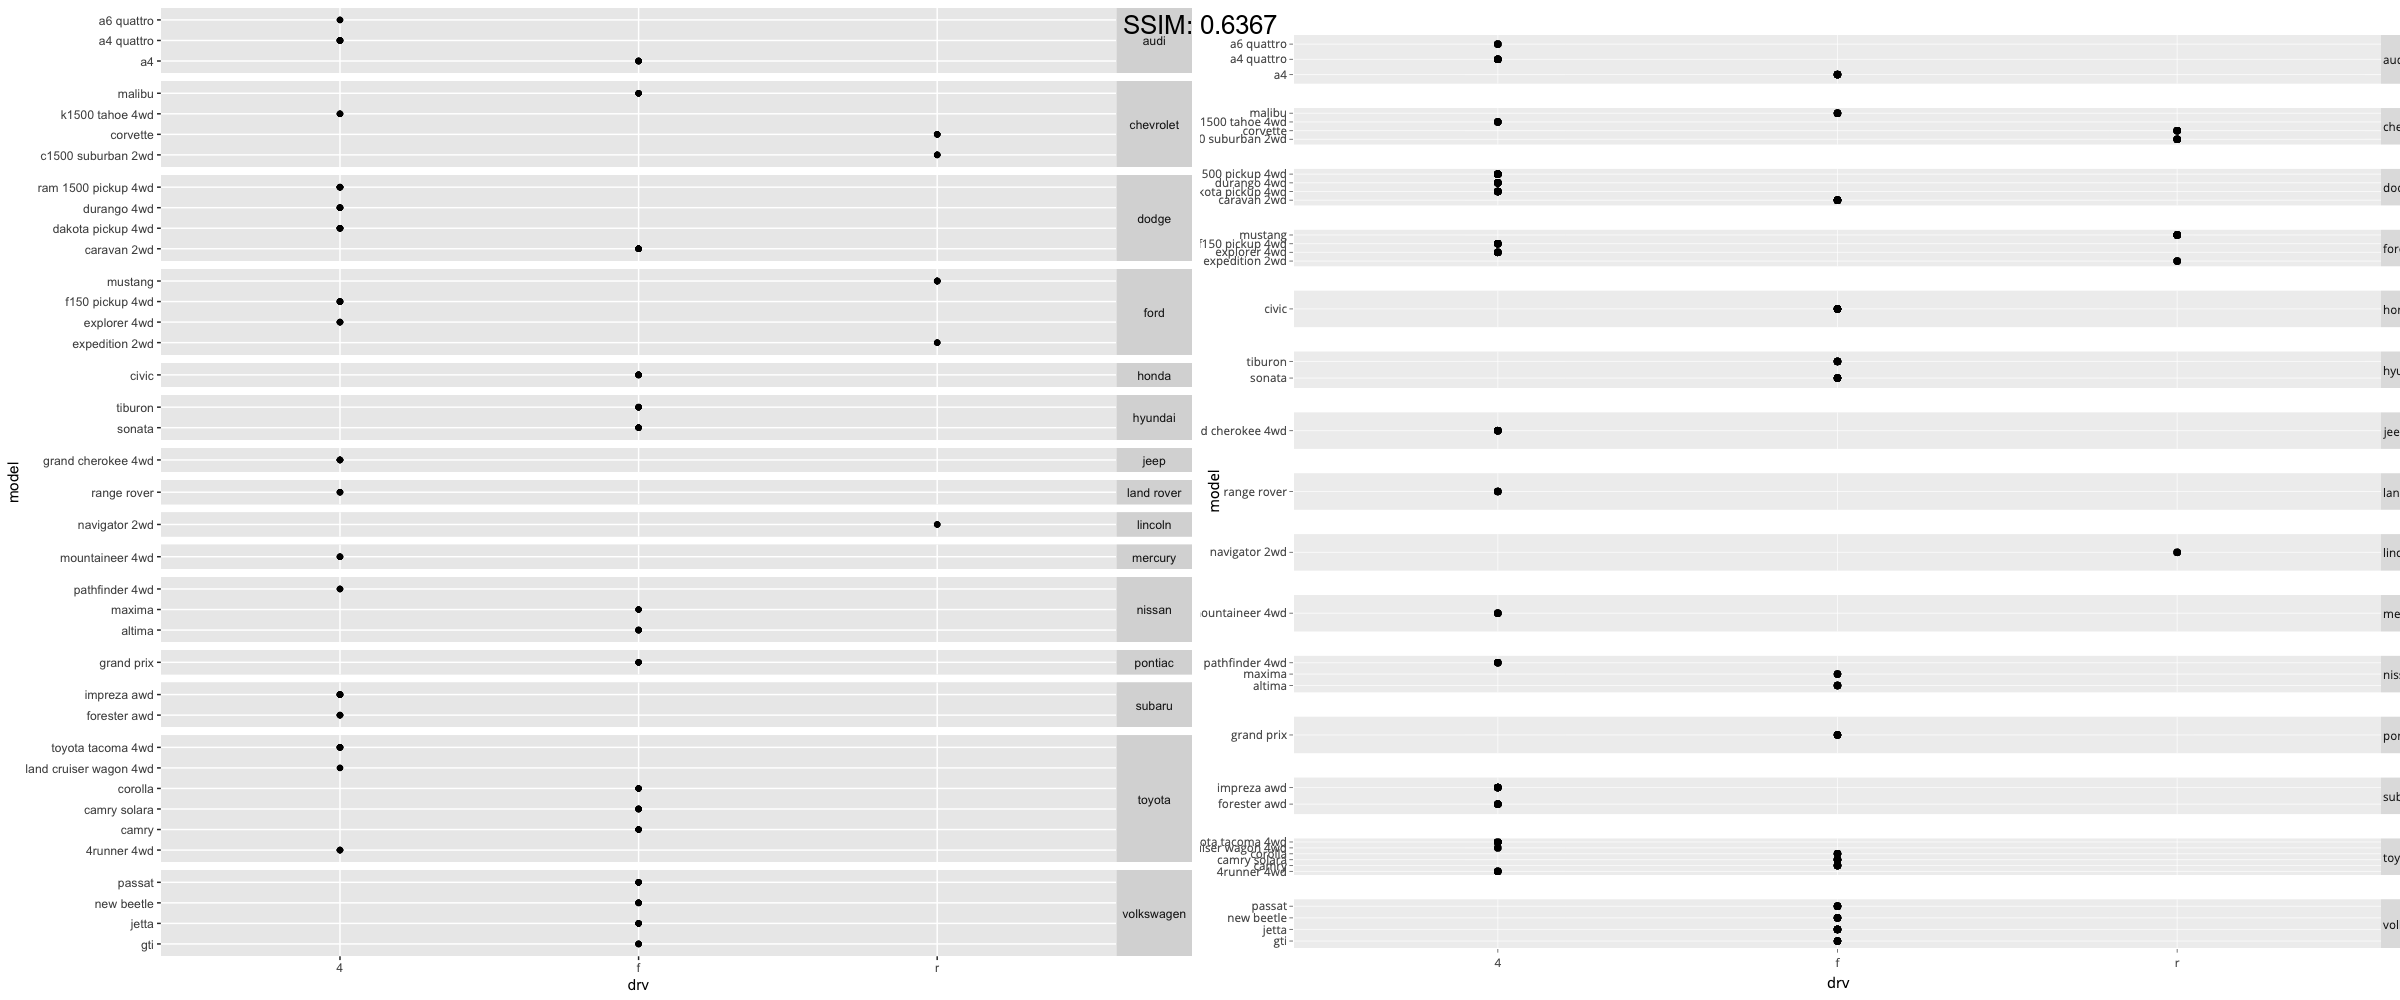 SSIM: 0.6367
a6 quattro
a4 quattro
a4
audi
malibu
k1500 tahoe 4wd
corvette
c1500 suburban 2wd
chevrolet
ram 1500 pickup 4wd
durango 4wd
dakota pickup 4wd
caravan 2wd
dodge
mustang
f150 pickup 4wd
explorer 4wd
expedition 2wd
ford
civic
honda
tiburon
sonata
hyundai
grand cherokee 4wd
jeep
range rover
land rover
navigator 2wd
lincoln
mountaineer 4wd
mercury
pathfinder 4wd
maxima
altima
nissan
grand prix
pontiac
impreza awd
forester awd
subaru
toyota tacoma 4wd
land cruiser wagon 4wd
corolla
camry solara
camry
4runner 4wd
toyota
passat
new beetle
jetta
gti
volkswagen
model
4 f r
drv
a6 quattro
a4 quattro
a4
aud
malibu
1500 tahoe 4wd
corvette
0 suburban 2wd
che
500 pickup 4wd
durango 4wd
kota pickup 4wd
caravan 2wd
dod
mustang
f150 pickup 4wd
explorer 4wd
expedition 2wd
for
civic
hon
tiburon
sonata
hyu
d cherokee 4wd
jee
range rover
lan
navigator 2wd
linc
ountaineer 4wd
me
pathfinder 4wd
maxima
altima
nis
grand prix
pon
impreza awd
forester awd
sub
ota tacoma 4wd
iser wagon 4wd
corolla
camry solara
camry
4runner 4wd
toy
passat
new beetle
jetta
gti
vol
model
4 f r
drv